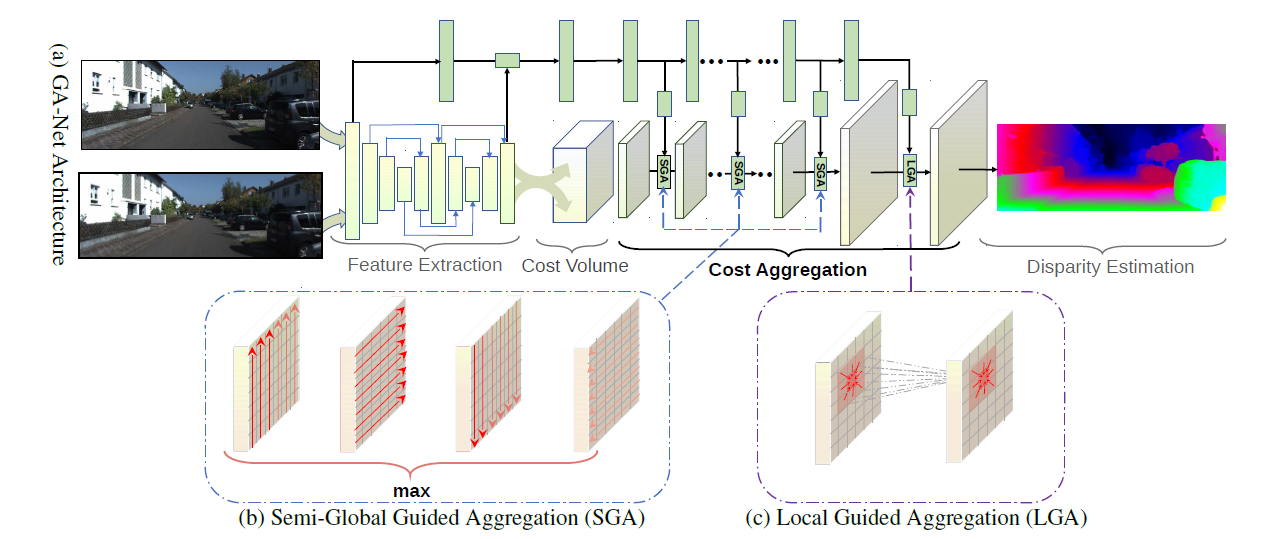 (a) GA-Net Architecture
SGA
SGA
SGA
LGA
Feature Extraction
Cost Volume
Cost Aggregation
Disparity Estimation
max
(b) Semi-Global Guided Aggregation (SGA)
(c) Local Guided Aggregation (LGA)